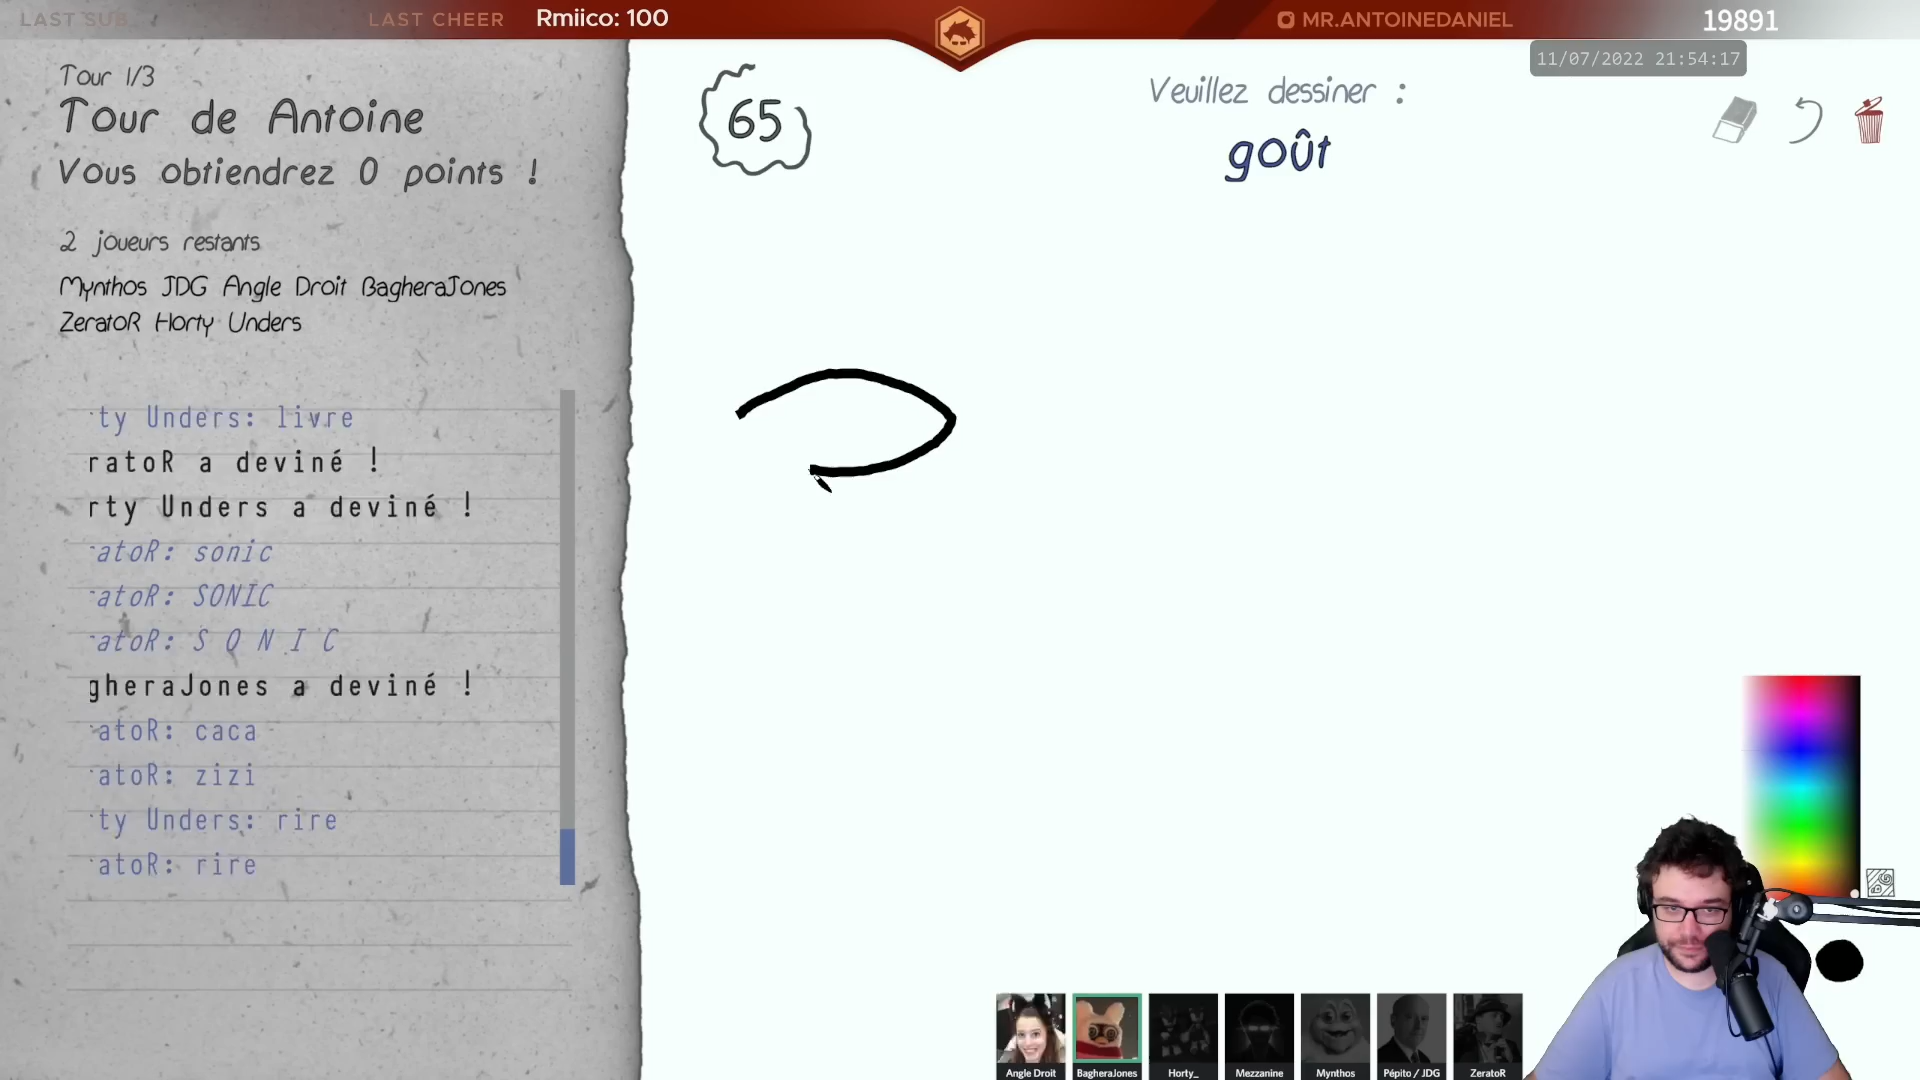 LAST SUB
LAST CHEER
Rmiico: 100
MR.ANTOINEDANIEL
19891
11/07/2022 21:54:17
Tour 1/3
Tour de Antoine
Vous obtiendrez 0 points !
2 joueurs restants
Mynthos JDG Angle Droit BagheraJones
ZeratoR Horty Unders
65
Veuillez dessiner :
goût
ty Unders: livre
ratoR a deviné !
rty Unders a deviné !
atoR: sonic
atoR: SONIC
atoR: S O N I C
gheraJones a deviné !
atoR: caca
atoR: zizi
ty Unders: rire
atoR: rire
Angle Droit
BagheraJones
Horty_
Mezzanine
Mynthos
Pépito / JDG
ZeratoR